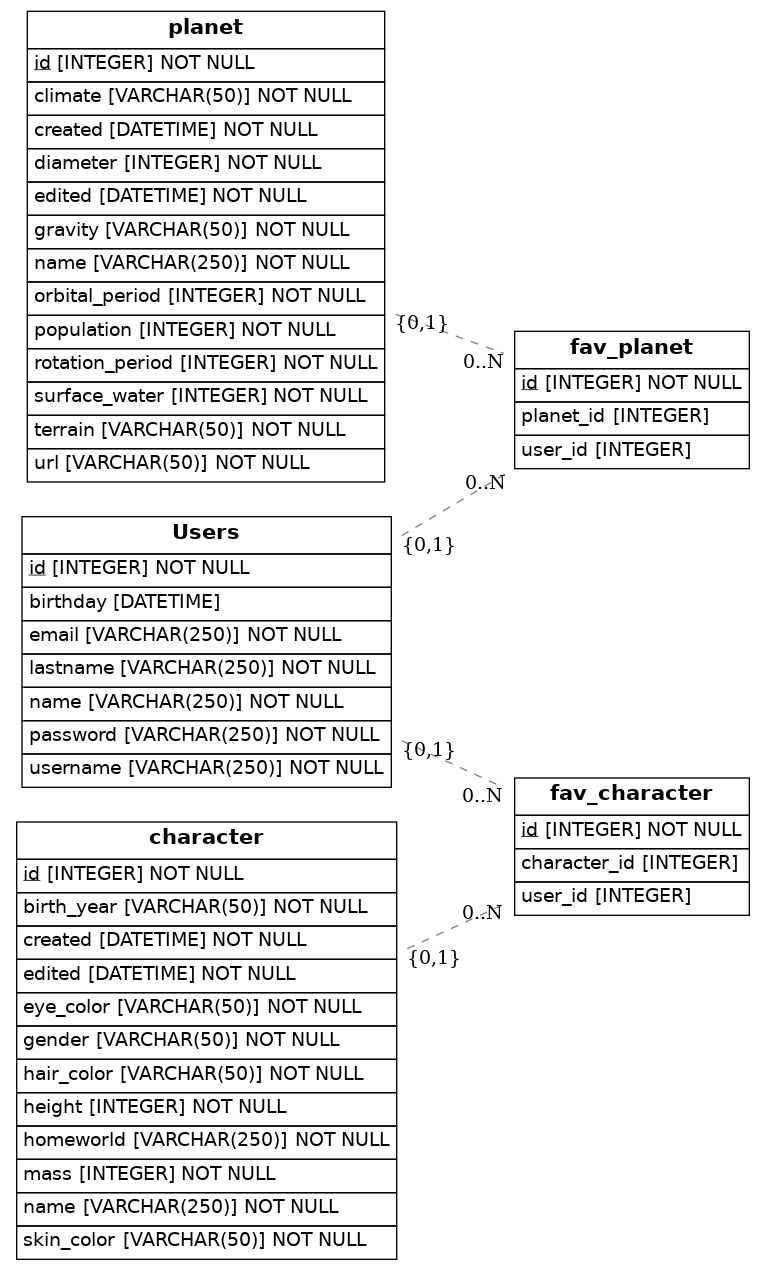 planet
id [INTEGER] NOT NULL
climate [VARCHAR(50)] NOT NULL
created [DATETIME] NOT NULL
diameter [INTEGER] NOT NULL
edited [DATETIME] NOT NULL
gravity [VARCHAR(50)] NOT NULL
name [VARCHAR(250)] NOT NULL
orbital_period [INTEGER] NOT NULL
population [INTEGER] NOT NULL
rotation_period [INTEGER] NOT NULL
surface_water [INTEGER] NOT NULL
terrain [VARCHAR(50)] NOT NULL
url [VARCHAR(50)] NOT NULL
{0,1}
0..N
fav_planet
id [INTEGER] NOT NULL
planet_id [INTEGER]
user_id [INTEGER]
0..N
{0,1}
Users
id [INTEGER] NOT NULL
birthday [DATETIME]
email [VARCHAR(250)] NOT NULL
lastname [VARCHAR(250)] NOT NULL
name [VARCHAR(250)] NOT NULL
password [VARCHAR(250)] NOT NULL
username [VARCHAR(250)] NOT NULL
{0,1}
0..N
fav_character
id [INTEGER] NOT NULL
character_id [INTEGER]
user_id [INTEGER]
0..N
{0,1}
character
id [INTEGER] NOT NULL
birth_year [VARCHAR(50)] NOT NULL
created [DATETIME] NOT NULL
edited [DATETIME] NOT NULL
eye_color [VARCHAR(50)] NOT NULL
gender [VARCHAR(50)] NOT NULL
hair_color [VARCHAR(50)] NOT NULL
height [INTEGER] NOT NULL
homeworld [VARCHAR(250)] NOT NULL
mass [INTEGER] NOT NULL
name [VARCHAR(250)] NOT NULL
skin_color [VARCHAR(50)] NOT NULL